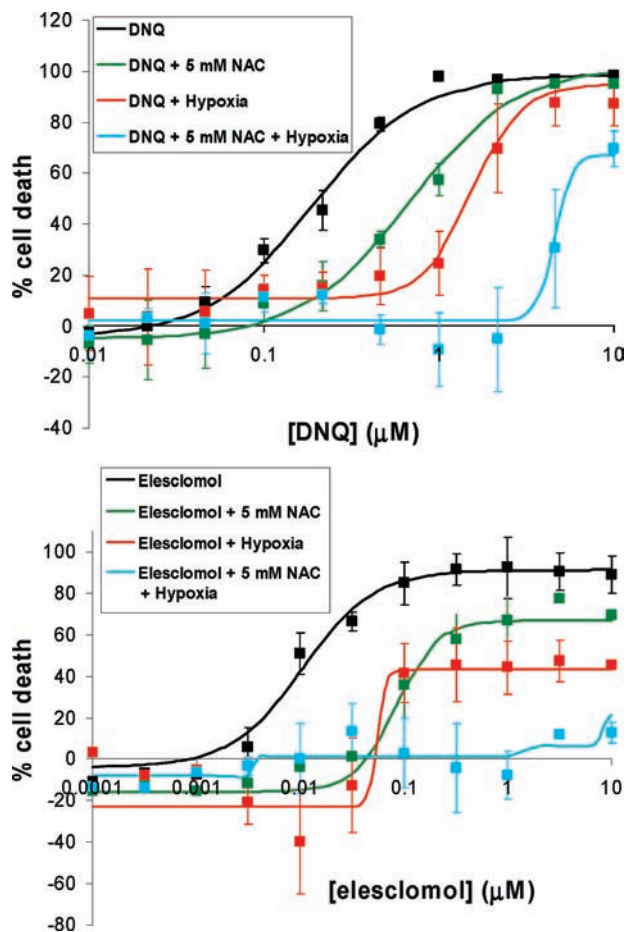 120
100
80
60
40
20
0
-20
-40
% cell death
DNQ
DNQ + 5 mM NAC
DNQ + Hypoxia
DNQ + 5 mM NAC + Hypoxia
0.01
0.1
1
10
[DNQ] (μM)
Elesclomol
Elesclomol + 5 mM NAC
Elesclomol + Hypoxia
Elesclomol + 5 mM NAC
+ Hypoxia
100
80
60
40
20
0
-20
-40
-60
-80
% cell death
0.0001
0.001
0.01
0.1
1
10
[elesclomol] (μM)